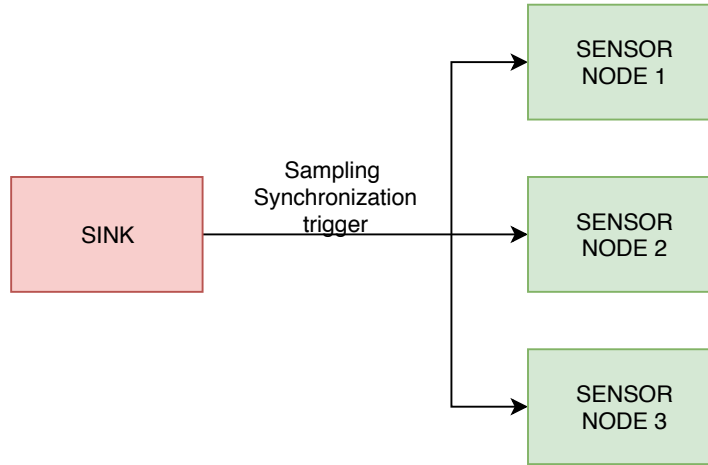 SENSOR
NODE 1
Sampling
Synchronization
trigger
SINK
SENSOR
NODE 2
SENSOR
NODE 3